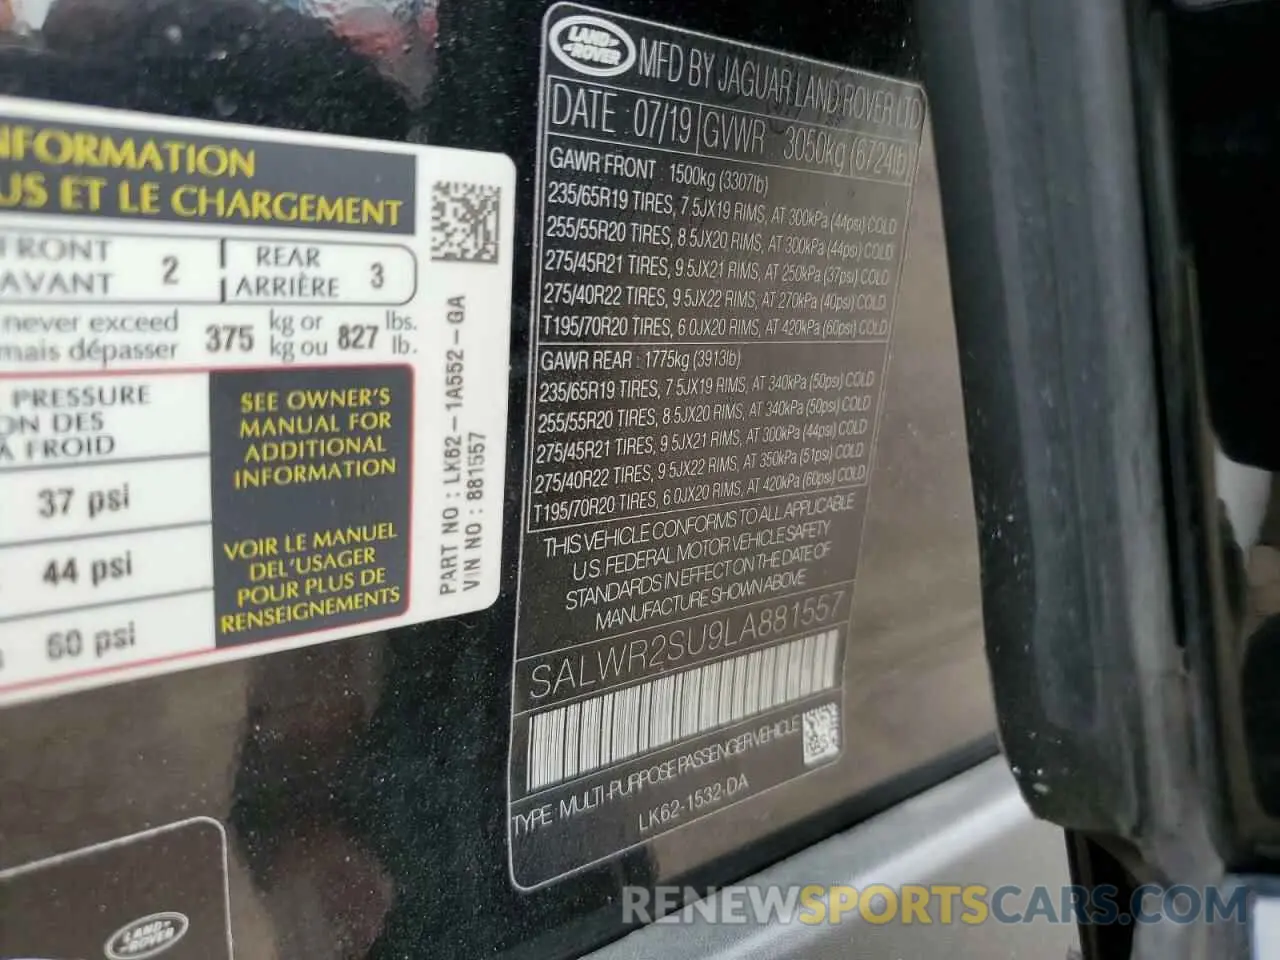 NFORMATION
US ET LE CHARGEMENT
FRONT 2 REAR 3
AVANT ARRIÈRE
never exceed 375 kg or 827 lbs.
mais dépasser kg ou lb.
PRESSURE
ON DES
À FROID
37 psi
44 psi
60 psi
SEE OWNER'S
MANUAL FOR
ADDITIONAL
INFORMATION
VOIR LE MANUEL
DEL'USAGER
POUR PLUS DE
RENSEIGNEMENTS
PART NO : LK62-1A552-GA
VIN NO : 881557
LAND ROVER
MFD BY JAGUAR LAND ROVER LTD
DATE : 07/19 GVWR : 3050kg (6724lb)
GAWR FRONT : 1500kg (3307lb)
235/65R19 TIRES, 7.5JX19 RIMS, AT 300kPa (44psi) COLD
255/55R20 TIRES, 8.5JX20 RIMS, AT 300kPa (44psi) COLD
275/45R21 TIRES, 9.5JX21 RIMS, AT 250kPa (37psi) COLD
275/40R22 TIRES, 9.5JX22 RIMS, AT 270kPa (40psi) COLD
T195/70R20 TIRES, 6.0JX20 RIMS, AT 420kPa (60psi) COLD
GAWR REAR : 1775kg (3913lb)
235/65R19 TIRES, 7.5JX19 RIMS, AT 340kPa (50psi) COLD
255/55R20 TIRES, 8.5JX20 RIMS, AT 340kPa (50psi) COLD
275/45R21 TIRES, 9.5JX21 RIMS, AT 300kPa (44psi) COLD
275/40R22 TIRES, 9.5JX22 RIMS, AT 350kPa (51psi) COLD
T195/70R20 TIRES, 6.0JX20 RIMS, AT 420kPa (60psi) COLD
THIS VEHICLE CONFORMS TO ALL APPLICABLE
U.S. FEDERAL MOTOR VEHICLE SAFETY
STANDARDS IN EFFECT ON THE DATE OF
MANUFACTURE SHOWN ABOVE
SALWR2SU9LA881557
TYPE : MULTI-PURPOSE PASSENGER VEHICLE
LK62-1532-DA
LAND ROVER
RENEWSPORTSCARS.COM